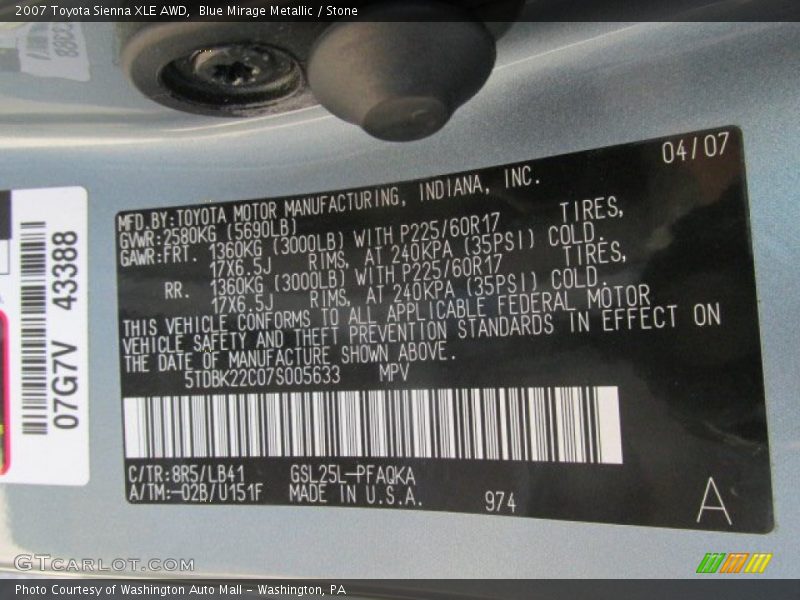 2007 Toyota Sienna XLE AWD,  Blue Mirage Metallic / Stone
04/07
MFD.BY:TOYOTA MOTOR MANUFACTURING, INDIANA, INC.
GVWR:2580KG (5690LB)
GAWR:FRT. 1360KG (3000LB) WITH P225/60R17 TIRES,
17X6.5J RIMS, AT 240KPA (35PSI) COLD.
RR. 1360KG (3000LB) WITH P225/60R17 TIRES,
17X6.5J RIMS, AT 240KPA (35PSI) COLD.
THIS VEHICLE CONFORMS TO ALL APPLICABLE FEDERAL MOTOR
VEHICLE SAFETY AND THEFT PREVENTION STANDARDS IN EFFECT ON
THE DATE OF MANUFACTURE SHOWN ABOVE.
5TDBK22C07S005633 MPV
C/TR:8R5/LB41 GSL25L-PFAQKA
A/TM:-02B/U151F MADE IN U.S.A. 974
A
07G7V 43388
GTCARLOT.COM
Photo Courtesy of Washington Auto Mall - Washington, PA